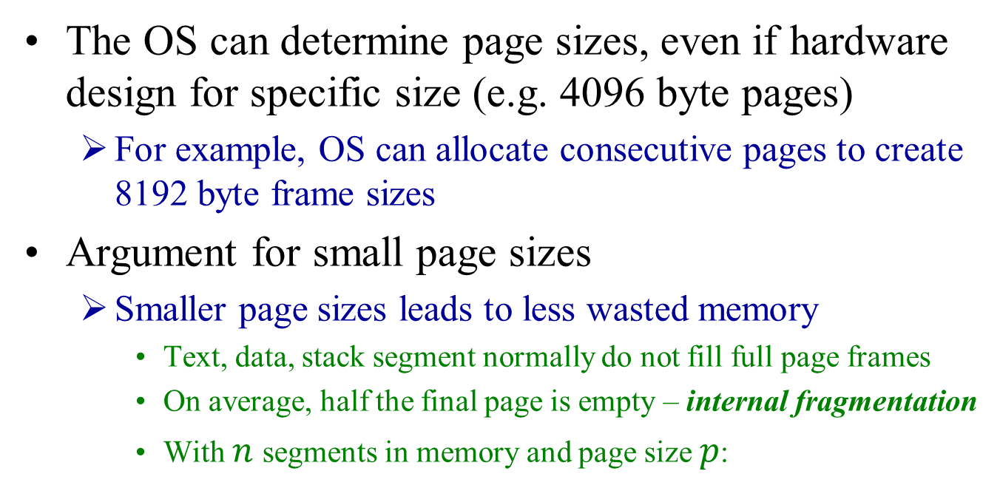 • The OS can determine page sizes, even if hardware
design for specific size (e.g. 4096 byte pages)
➢ For example, OS can allocate consecutive pages to create
8192 byte frame sizes
• Argument for small page sizes
➢ Smaller page sizes leads to less wasted memory
• Text, data, stack segment normally do not fill full page frames
• On average, half the final page is empty – internal fragmentation
• With n segments in memory and page size p: